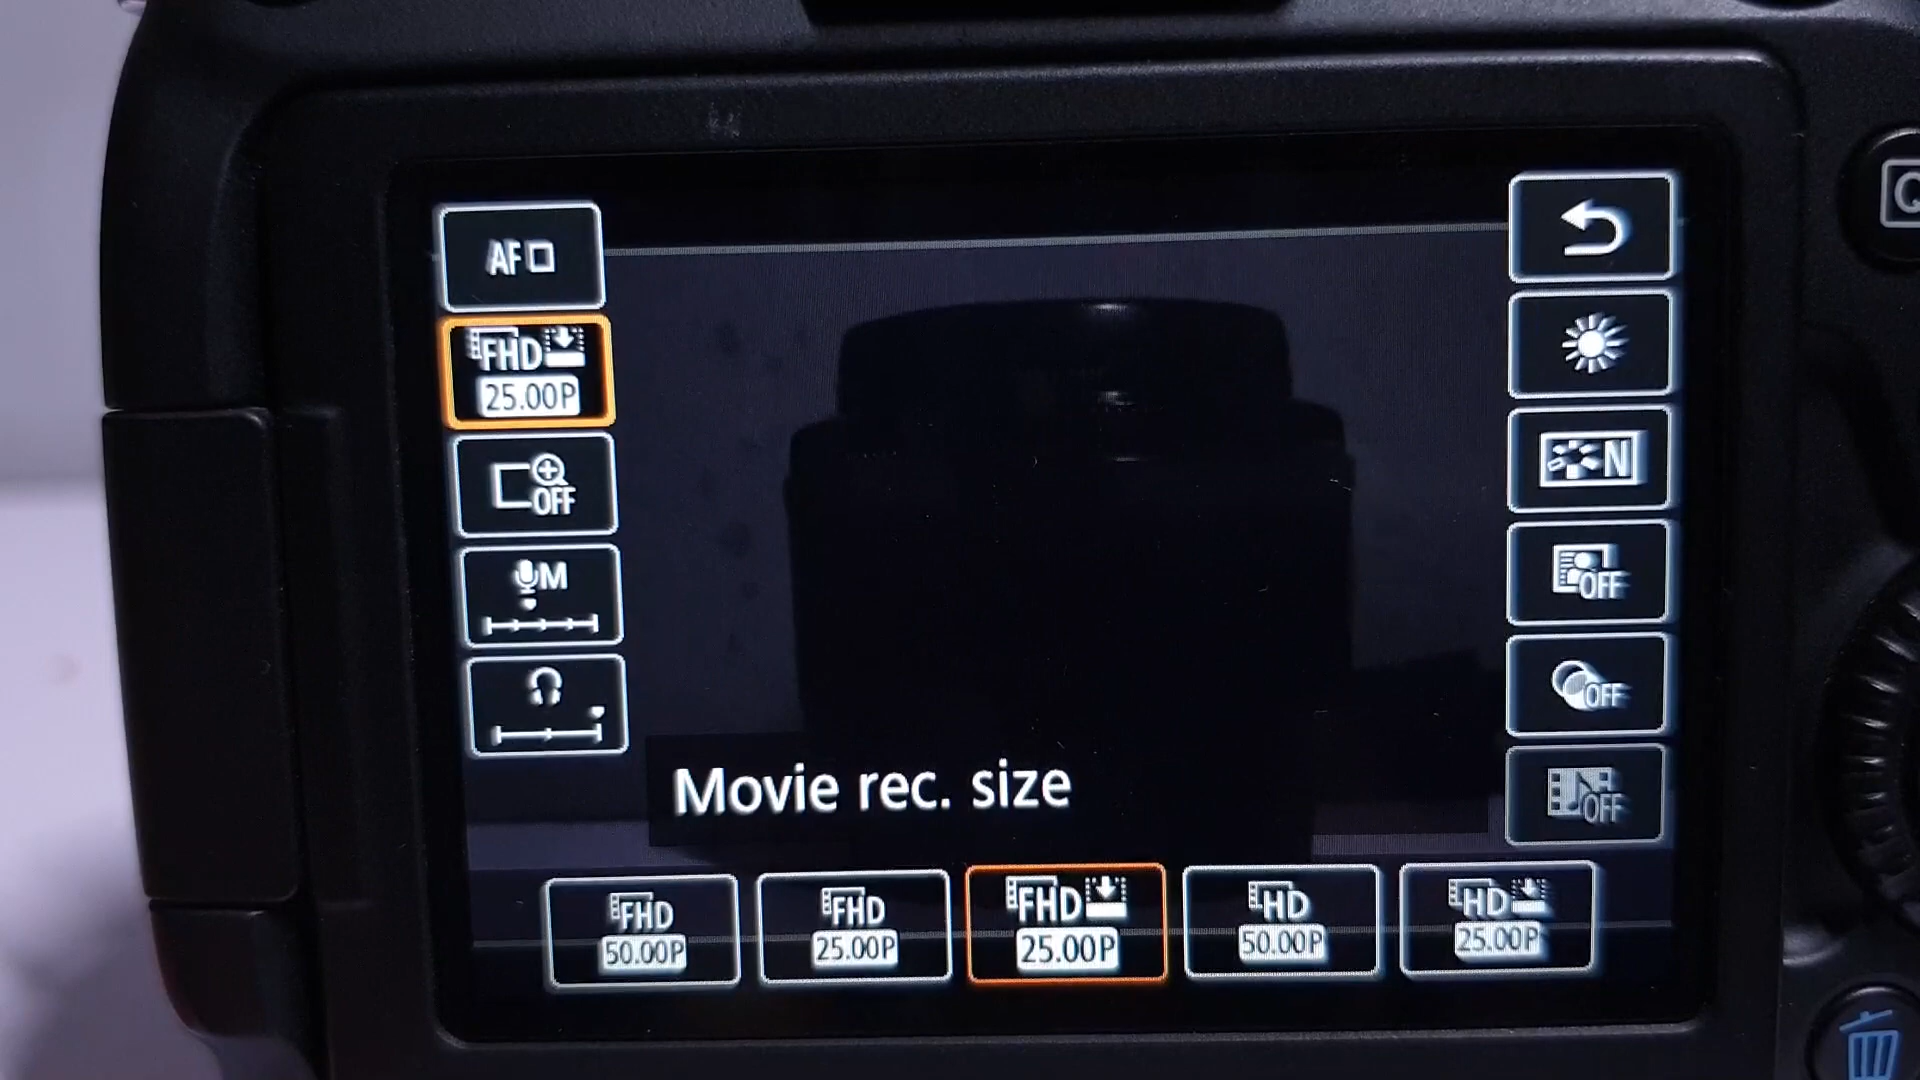 AF
FHD
25.00P
OFF
M
N
OFF
OFF
OFF
Movie rec. size
FHD
50.00P
FHD
25.00P
FHD
25.00P
HD
50.00P
HD
25.00P
Q